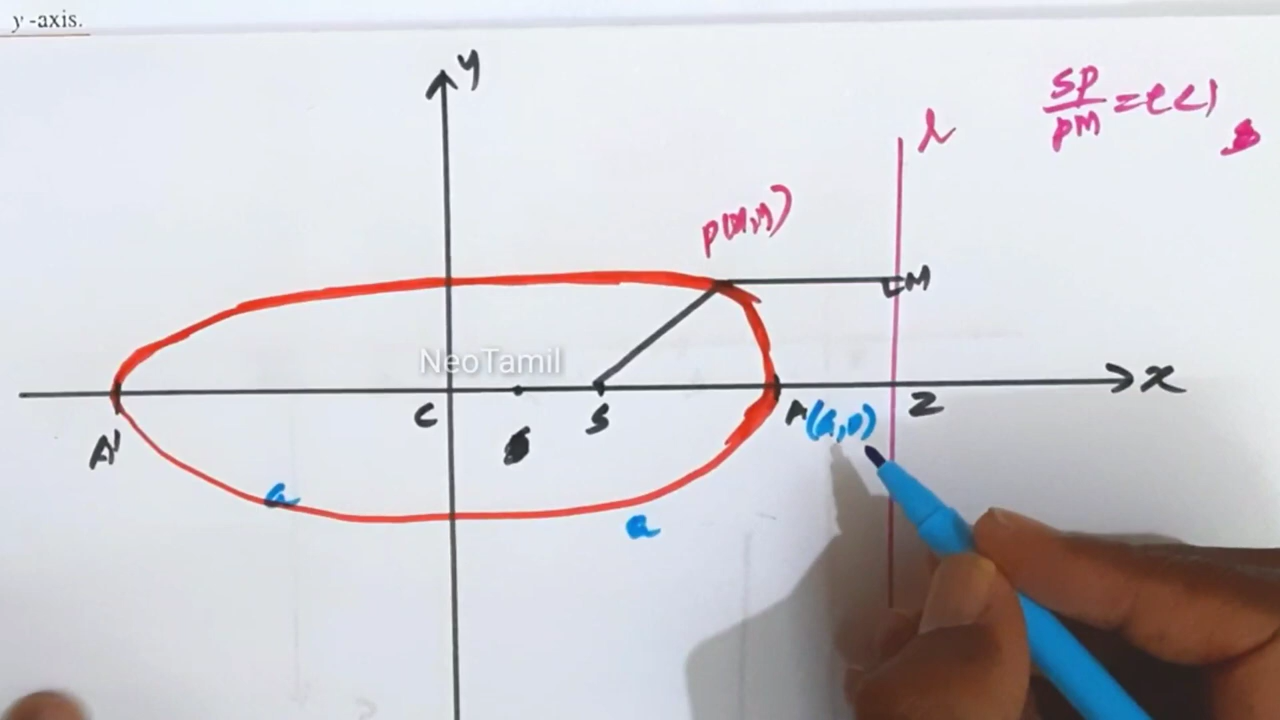 y-axis.
y
SP/PM = e < 1
l
P(x,y)
M
NeoTamil
x
C
S
A(a,0)
Z
A'
a
a